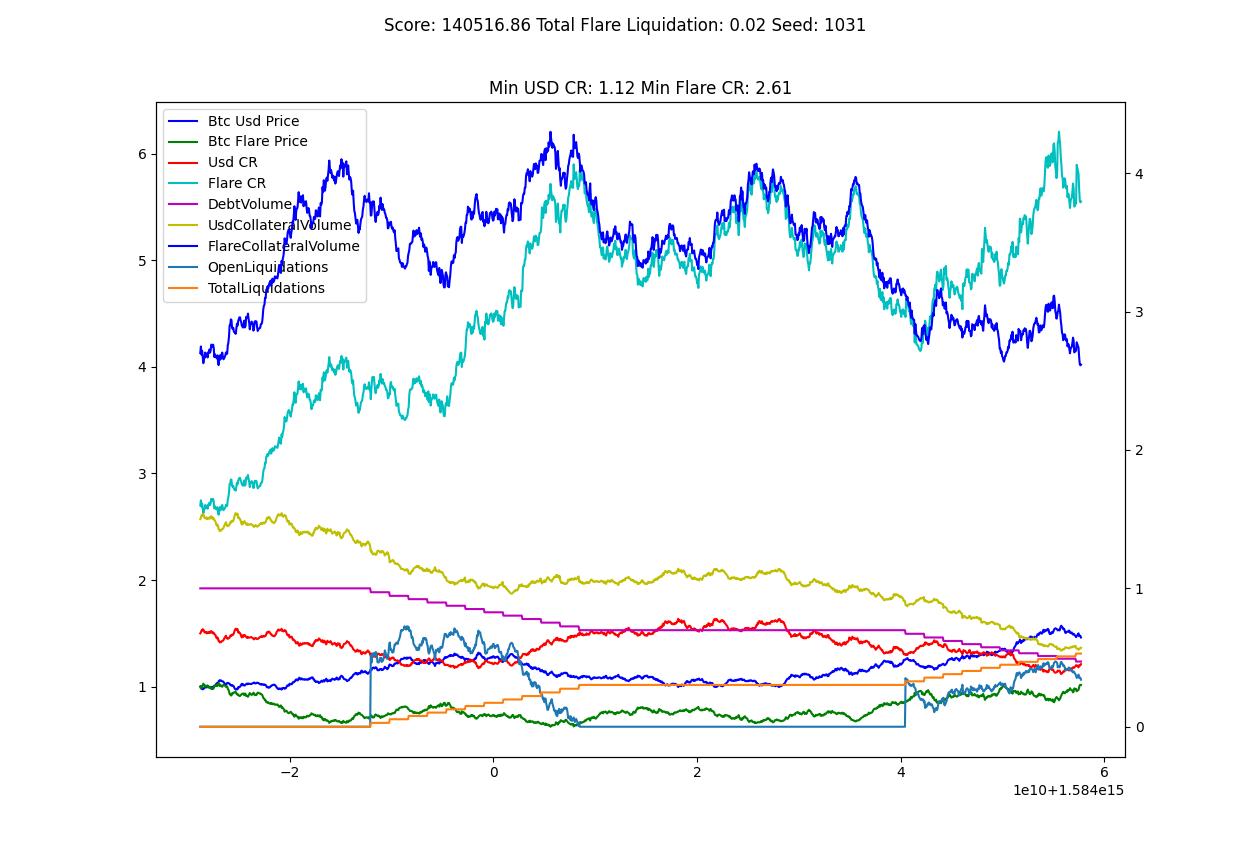 Score: 140516.86 Total Flare Liquidation: 0.02 Seed: 1031
Min USD CR: 1.12 Min Flare CR: 2.61
Btc Usd Price
Btc Flare Price
Usd CR
Flare CR
DebtVolume
UsdCollateralVolume
FlareCollateralVolume
OpenLiquidations
TotalLiquidations
6
5
4
3
2
1
4
3
2
1
0
−2
0
2
4
6
1e10+1.584e15